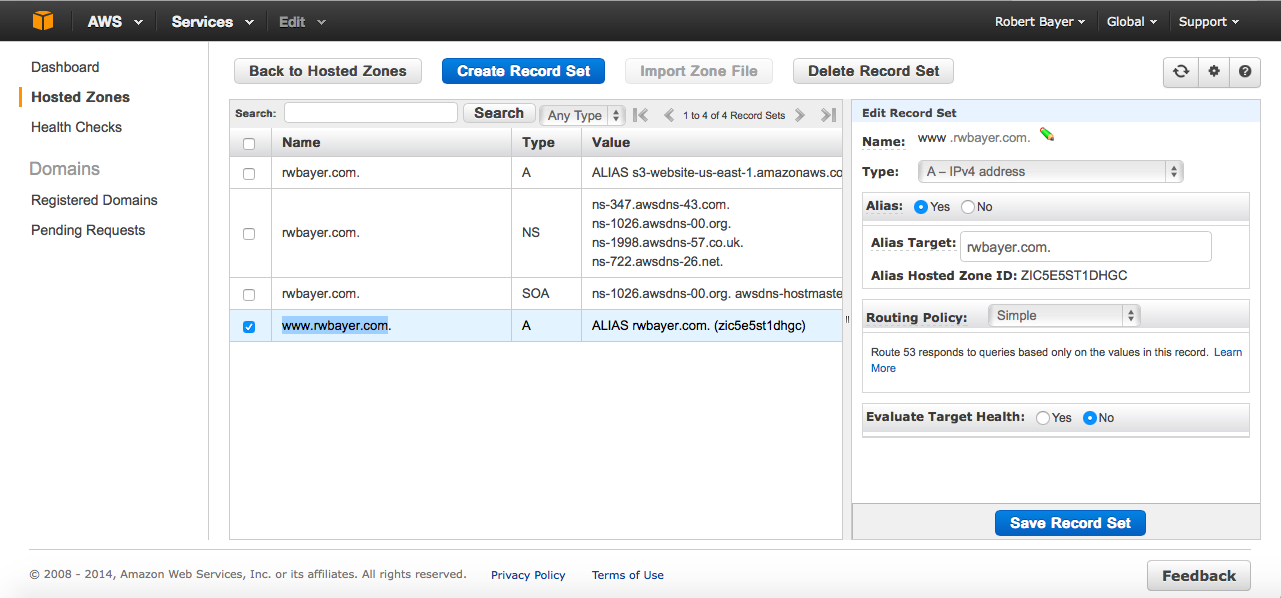 AWS Services Edit Robert Bayer Global Support
Dashboard
Hosted Zones
Health Checks
Domains
Registered Domains
Pending Requests
Back to Hosted Zones Create Record Set Import Zone File Delete Record Set
Search: Search Any Type 1 to 4 of 4 Record Sets
Name Type Value
rwbayer.com. A ALIAS s3-website-us-east-1.amazonaws.co
rwbayer.com. NS ns-347.awsdns-43.com.
ns-1026.awsdns-00.org.
ns-1998.awsdns-57.co.uk.
ns-722.awsdns-26.net.
rwbayer.com. SOA ns-1026.awsdns-00.org. awsdns-hostmaste
www.rwbayer.com. A ALIAS rwbayer.com. (zic5e5st1dhgc)
Edit Record Set
Name: www .rwbayer.com.
Type: A – IPv4 address
Alias: Yes No
Alias Target: rwbayer.com.
Alias Hosted Zone ID: ZIC5E5ST1DHGC
Routing Policy: Simple
Route 53 responds to queries based only on the values in this record. Learn
More
Evaluate Target Health: Yes No
Save Record Set
© 2008 - 2014, Amazon Web Services, Inc. or its affiliates. All rights reserved. Privacy Policy Terms of Use Feedback